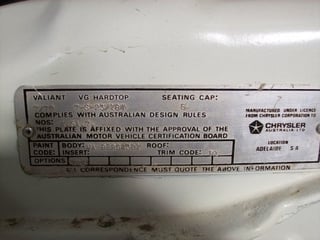 VALIANT VG HARDTOP SEATING CAP:
COMPLIES WITH AUSTRALIAN DESIGN RULES
NOS:
THIS PLATE IS AFFIXED WITH THE APPROVAL OF THE
AUSTRALIAN MOTOR VEHICLE CERTIFICATION BOARD
PAINT BODY: ROOF:
CODE: INSERT: TRIM CODE:
OPTIONS
ALL CORRESPONDENCE MUST QUOTE THE ABOVE INFORMATION
MANUFACTURED UNDER LICENCE
FROM CHRYSLER CORPORATION TO
CHRYSLER
AUSTRALIA LTD
LOCATION
ADELAIDE S A